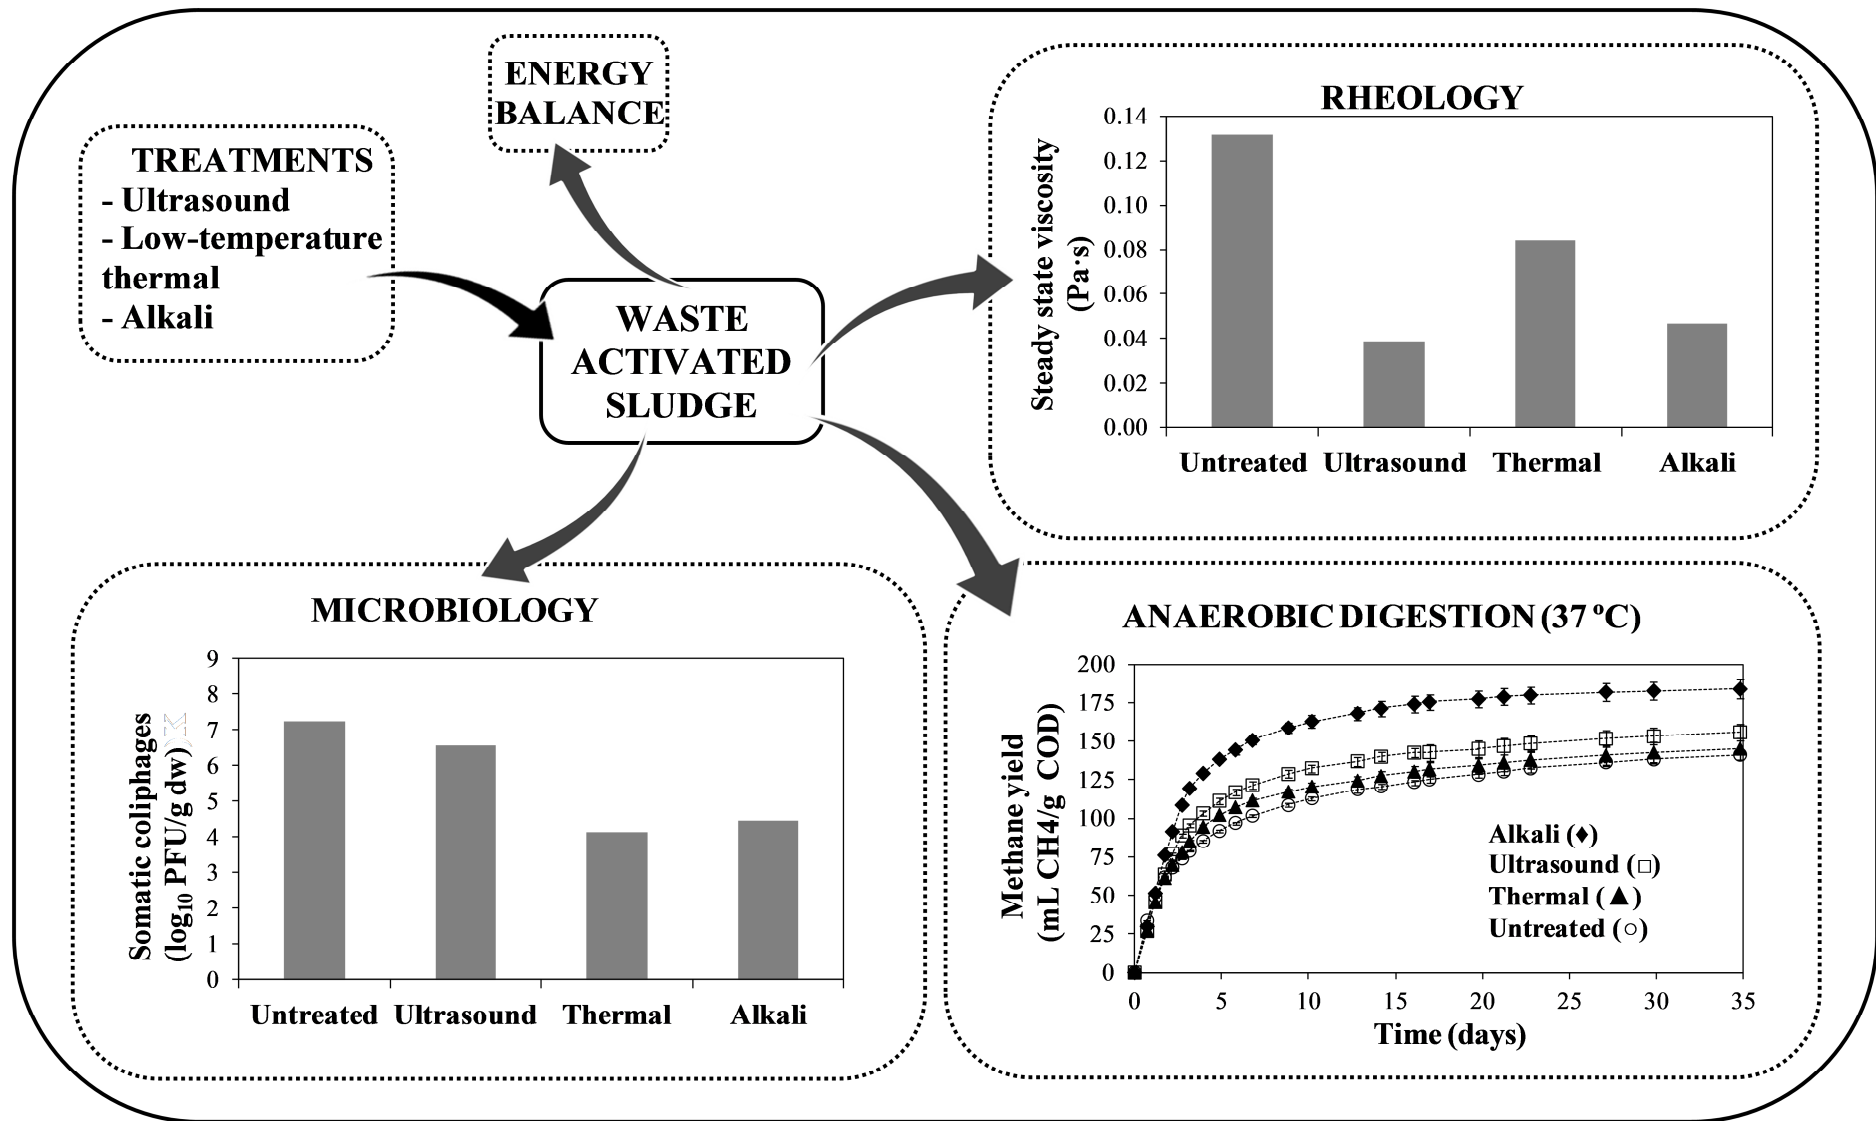 ENERGY
BALANCE
TREATMENTS
- Ultrasound
- Low-temperature
thermal
- Alkali
WASTE
ACTIVATED
SLUDGE
RHEOLOGY
Steady state viscosity
(Pa·s)
0.14
0.12
0.10
0.08
0.06
0.04
0.02
0.00
Untreated Ultrasound Thermal Alkali
MICROBIOLOGY
Somatic coliphages
(log₁₀ PFU/g dw)
9
8
7
6
5
4
3
2
1
0
Untreated Ultrasound Thermal Alkali
ANAEROBIC DIGESTION (37 ºC)
Methane yield
(mL CH4/g COD)
200
175
150
125
100
75
50
25
0
Alkali (◆)
Ultrasound (□)
Thermal (▲)
Untreated (○)
0 5 10 15 20 25 30 35
Time (days)